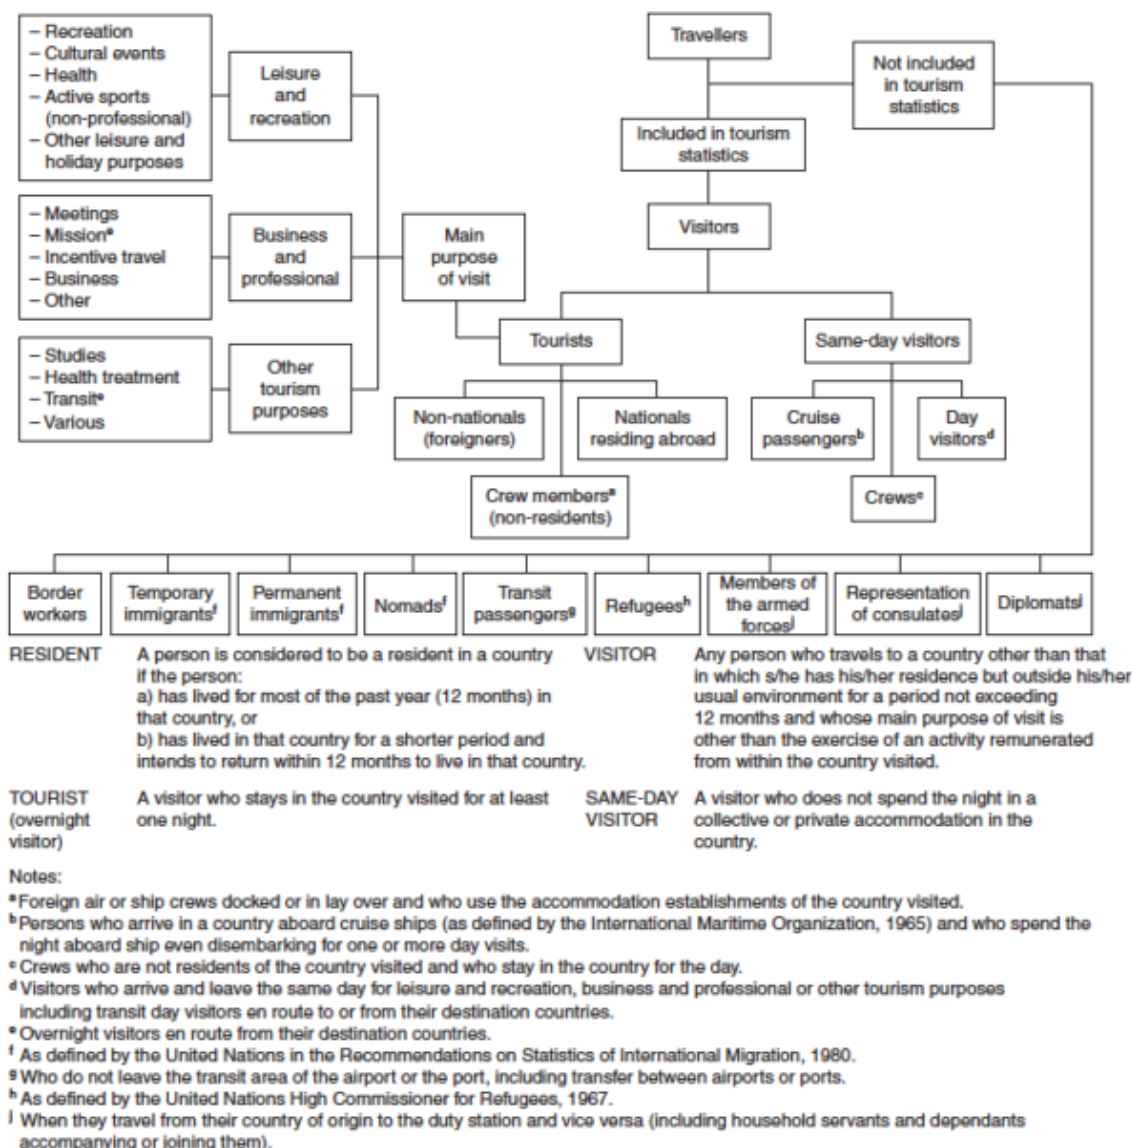 – Recreation
– Cultural events
– Health
– Active sports
(non-professional)
– Other leisure and
holiday purposes
Leisure
and
recreation
– Meetings
– Missionᵉ
– Incentive travel
– Business
– Other
Business
and
professional
Main
purpose
of visit
– Studies
– Health treatment
– Transitᵉ
– Various
Other
tourism
purposes
Travellers
Not included
in tourism
statistics
Included in tourism
statistics
Visitors
Tourists
Same-day visitors
Non-nationals
(foreigners)
Nationals
residing abroad
Cruise
passengersᵇ
Day
visitorsᵈ
Crew membersᵃ
(non-residents)
Crewsᶜ
Border
workers
Temporary
immigrantsᶠ
Permanent
immigrantsᶠ
Nomadsᶠ
Transit
passengersᵍ
Refugeesʰ
Members of
the armed
forcesʲ
Representation
of consulatesʲ
Diplomatsʲ
RESIDENT
A person is considered to be a resident in a country
if the person:
a) has lived for most of the past year (12 months) in
that country, or
b) has lived in that country for a shorter period and
intends to return within 12 months to live in that country.
VISITOR
Any person who travels to a country other than that
in which s/he has his/her residence but outside his/her
usual environment for a period not exceeding
12 months and whose main purpose of visit is
other than the exercise of an activity remunerated
from within the country visited.
TOURIST
(overnight
visitor)
A visitor who stays in the country visited for at least
one night.
SAME-DAY
VISITOR
A visitor who does not spend the night in a
collective or private accommodation in the
country.
Notes:
ᵃ Foreign air or ship crews docked or in lay over and who use the accommodation establishments of the country visited.
ᵇ Persons who arrive in a country aboard cruise ships (as defined by the International Maritime Organization, 1965) and who spend the
night aboard ship even disembarking for one or more day visits.
ᶜ Crews who are not residents of the country visited and who stay in the country for the day.
ᵈ Visitors who arrive and leave the same day for leisure and recreation, business and professional or other tourism purposes
including transit day visitors en route to or from their destination countries.
ᵉ Overnight visitors en route from their destination countries.
ᶠ As defined by the United Nations in the Recommendations on Statistics of International Migration, 1980.
ᵍ Who do not leave the transit area of the airport or the port, including transfer between airports or ports.
ʰ As defined by the United Nations High Commissioner for Refugees, 1967.
ʲ When they travel from their country of origin to the duty station and vice versa (including household servants and dependants
accompanying or joining them).